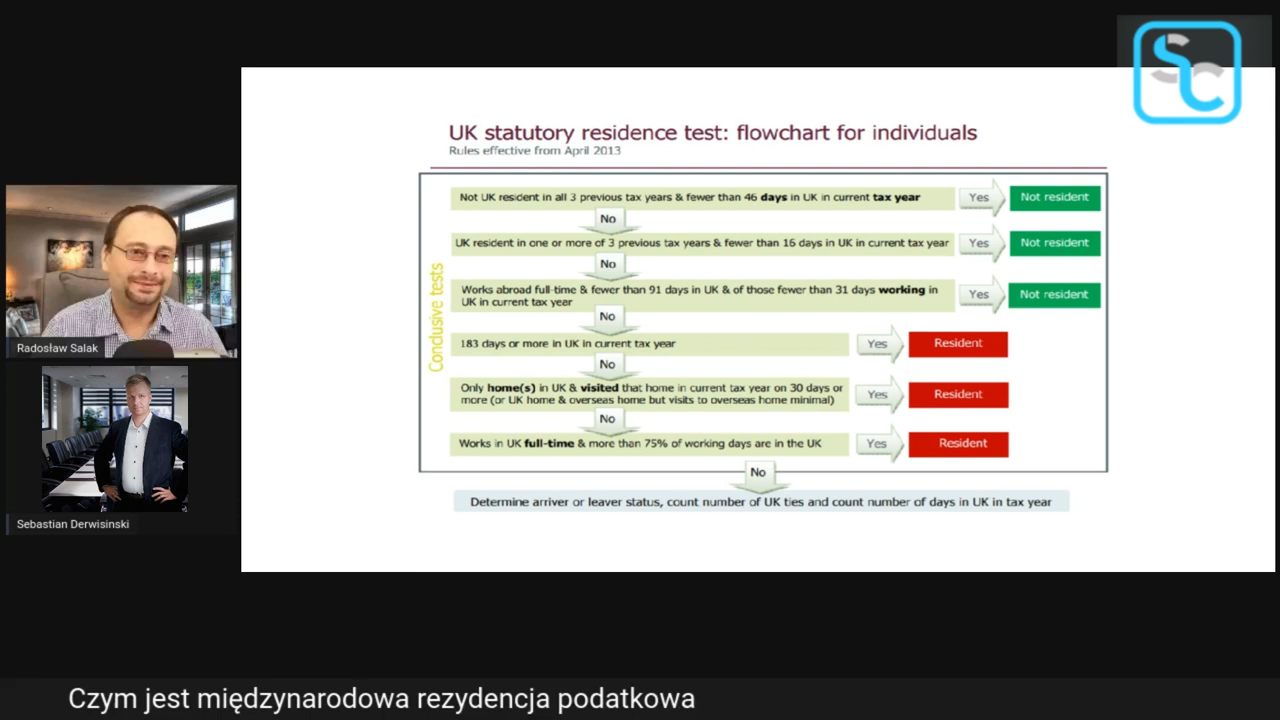 SC
UK statutory residence test: flowchart for individuals
Rules effective from April 2013
Conclusive tests
Not UK resident in all 3 previous tax years & fewer than 46 days in UK in current tax year
Yes
Not resident
No
UK resident in one or more of 3 previous tax years & fewer than 16 days in UK in current tax year
Yes
Not resident
No
Works abroad full-time & fewer than 91 days in UK & of those fewer than 31 days working in
UK in current tax year
Yes
Not resident
No
183 days or more in UK in current tax year
Yes
Resident
No
Only home(s) in UK & visited that home in current tax year on 30 days or
more (or UK home & overseas home but visits to overseas home minimal)
Yes
Resident
No
Works in UK full-time & more than 75% of working days are in the UK
Yes
Resident
No
Determine arriver or leaver status, count number of UK ties and count number of days in UK in tax year
Radosław Salak
Sebastian Derwisinski
Czym jest międzynarodowa rezydencja podatkowa